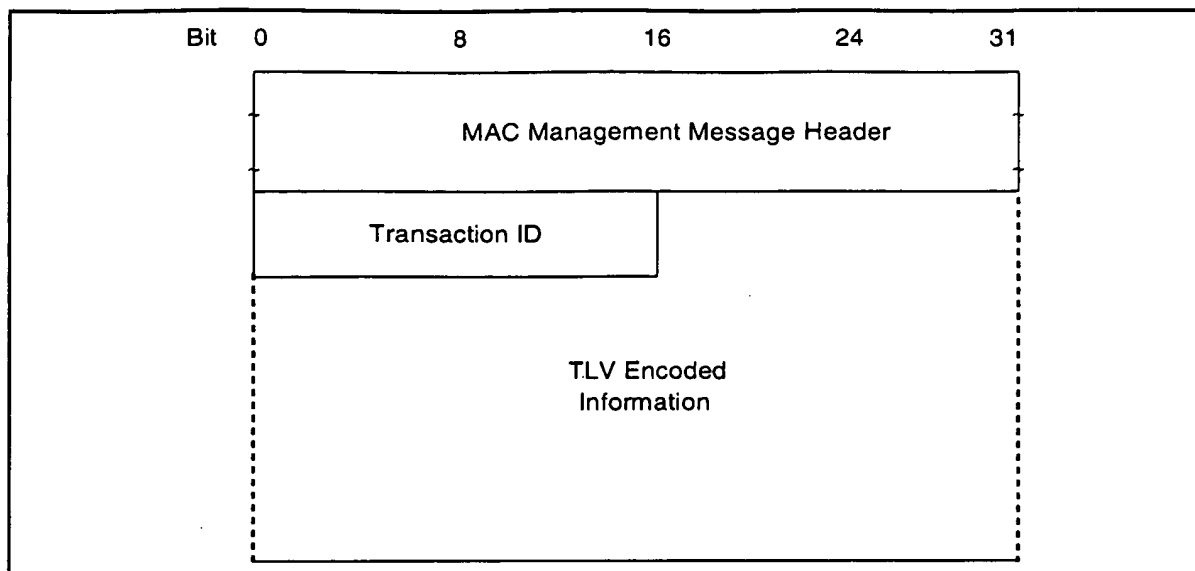 Bit 0 8 16 24 31
MAC Management Message Header
Transaction ID
TLV Encoded
Information